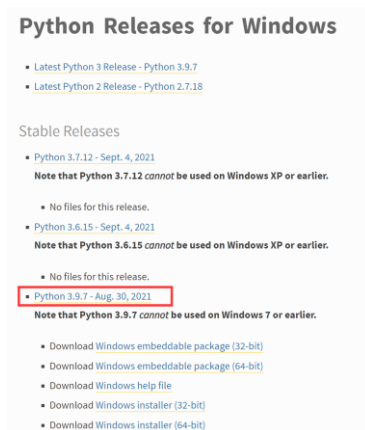 Python Releases for Windows
Latest Python 3 Release - Python 3.9.7
Latest Python 2 Release - Python 2.7.18
Stable Releases
Python 3.7.12 - Sept. 4, 2021
Note that Python 3.7.12 cannot be used on Windows XP or earlier.
No files for this release.
Python 3.6.15 - Sept. 4, 2021
Note that Python 3.6.15 cannot be used on Windows XP or earlier.
No files for this release.
Python 3.9.7 - Aug. 30, 2021
Note that Python 3.9.7 cannot be used on Windows 7 or earlier.
Download Windows embeddable package (32-bit)
Download Windows embeddable package (64-bit)
Download Windows help file
Download Windows installer (32-bit)
Download Windows installer (64-bit)